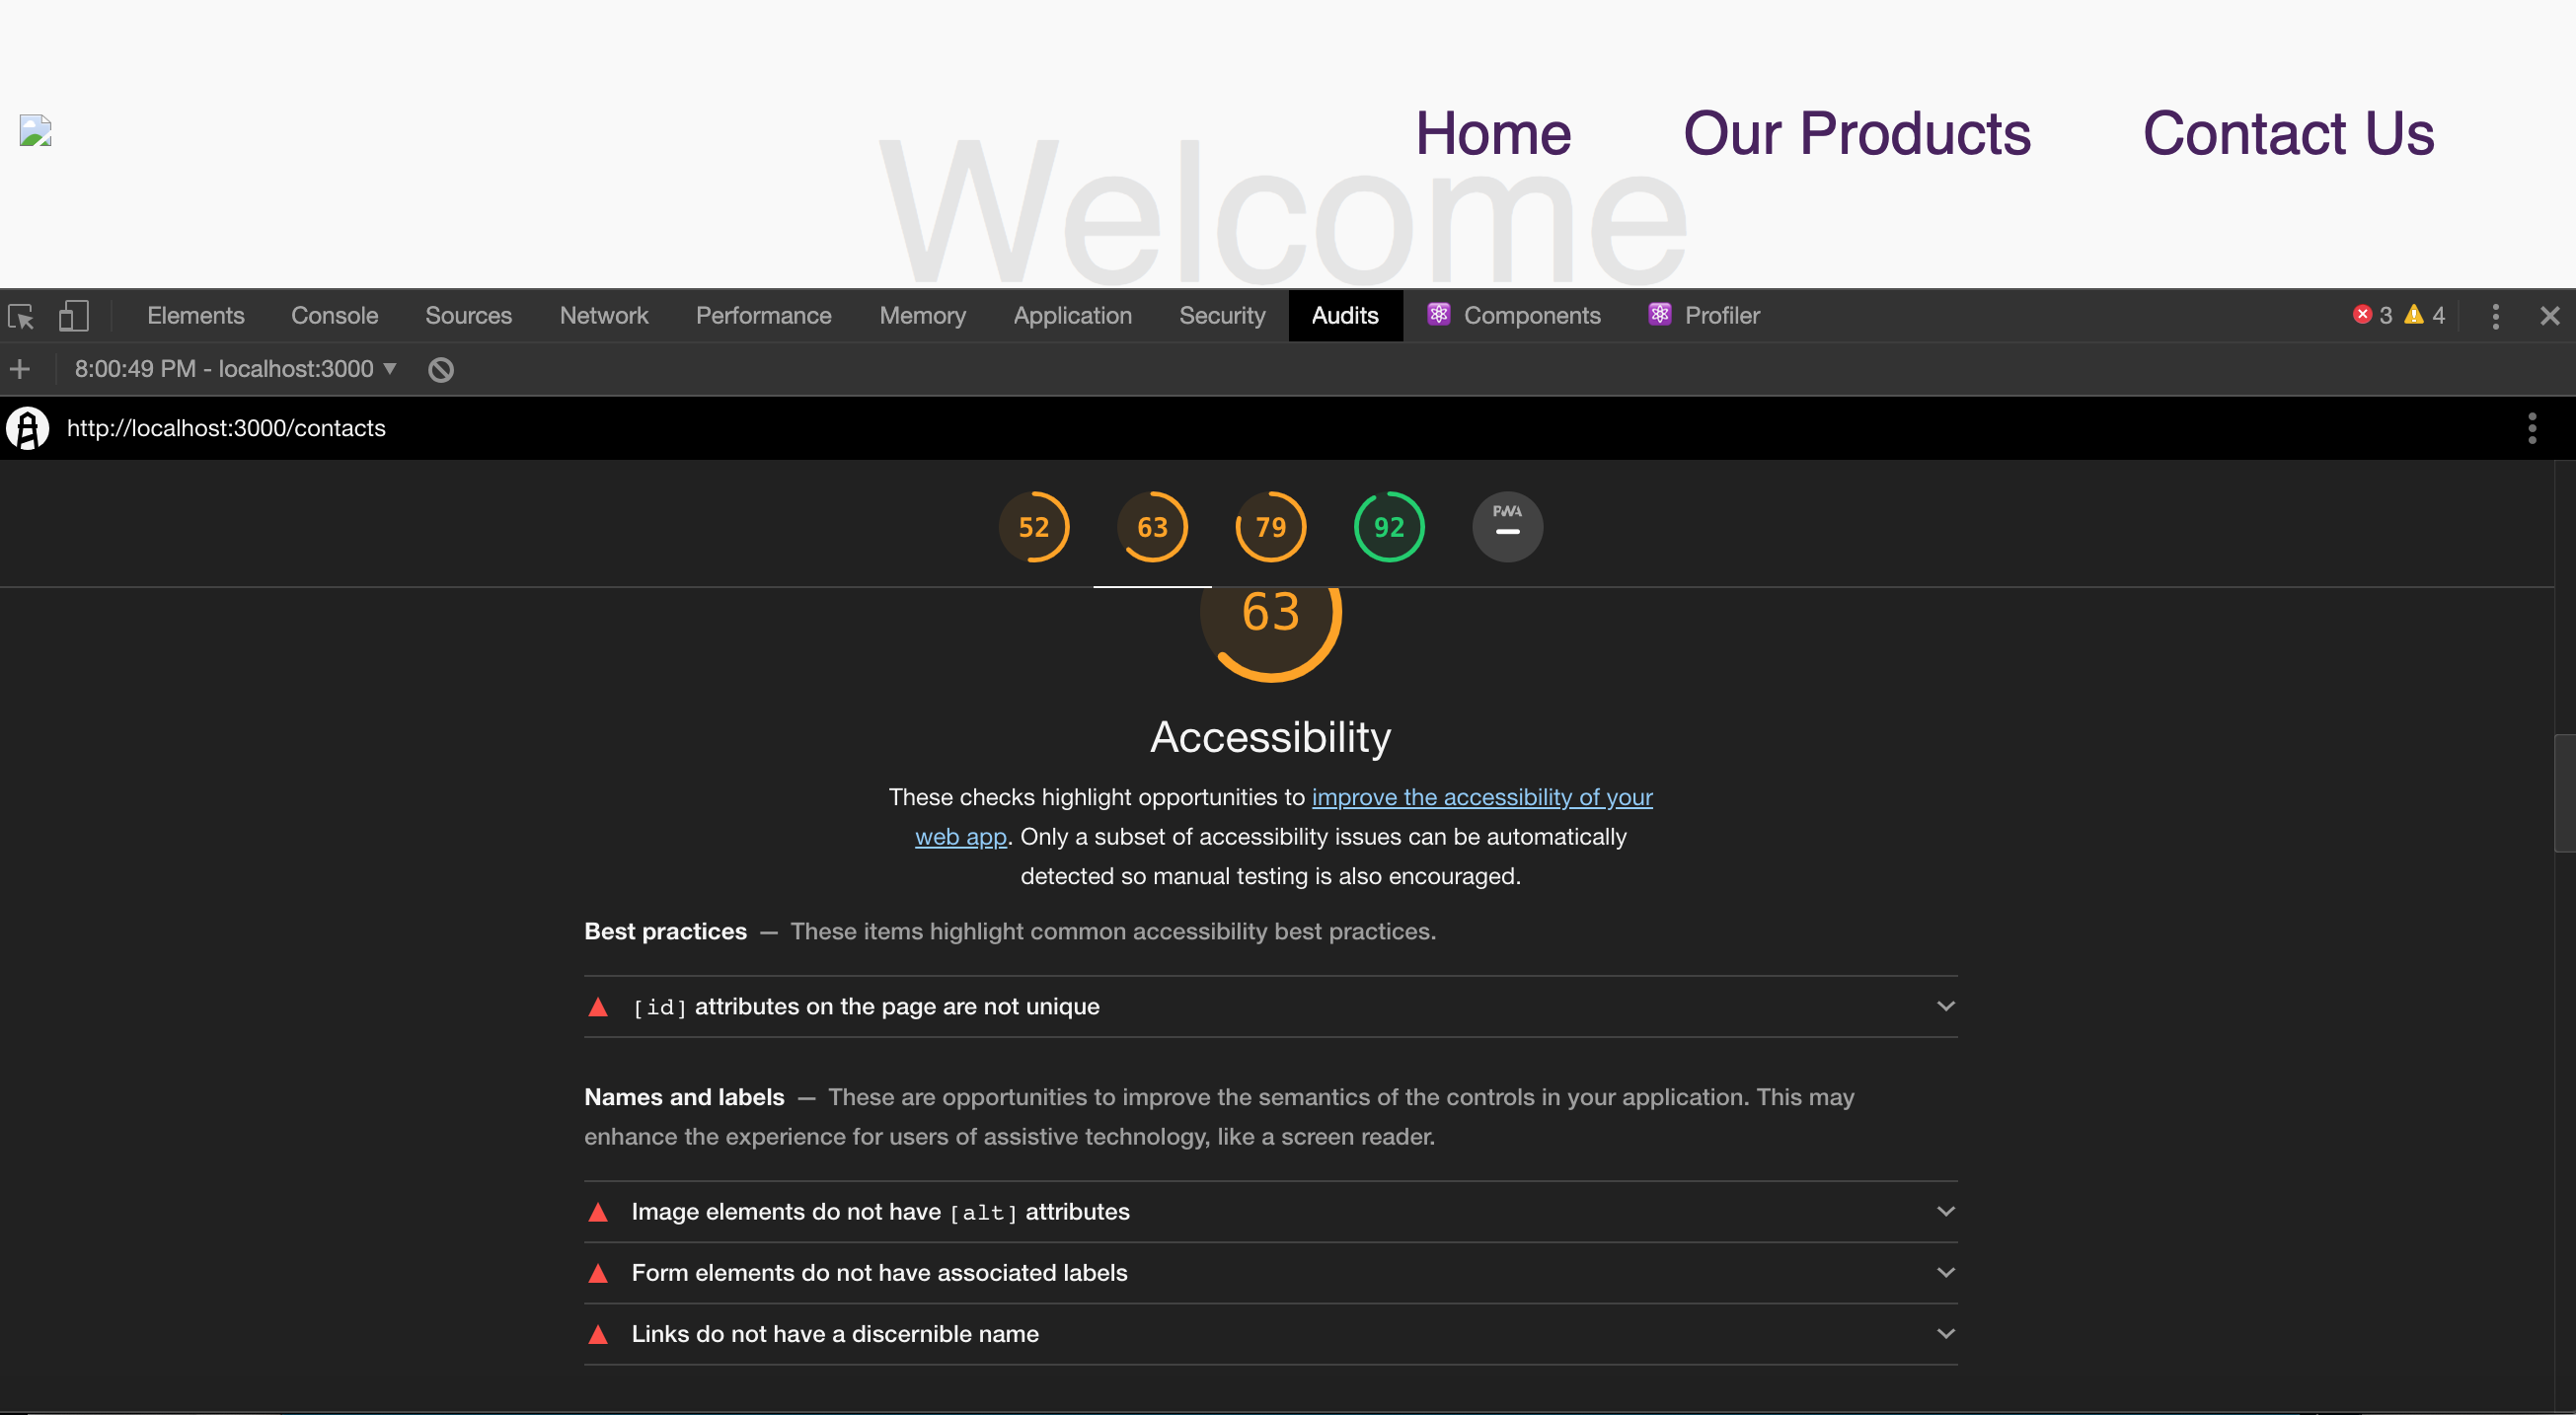 Home Our Products Contact Us
Welcome
Elements Console Sources Network Performance Memory Application Security Audits Components Profiler 3 4
8:00:49 PM - localhost:3000
http://localhost:3000/contacts
52 63 79 92 PWA
63
Accessibility
These checks highlight opportunities to improve the accessibility of your
web app. Only a subset of accessibility issues can be automatically
detected so manual testing is also encouraged.
Best practices — These items highlight common accessibility best practices.
[id] attributes on the page are not unique
Names and labels — These are opportunities to improve the semantics of the controls in your application. This may
enhance the experience for users of assistive technology, like a screen reader.
Image elements do not have [alt] attributes
Form elements do not have associated labels
Links do not have a discernible name